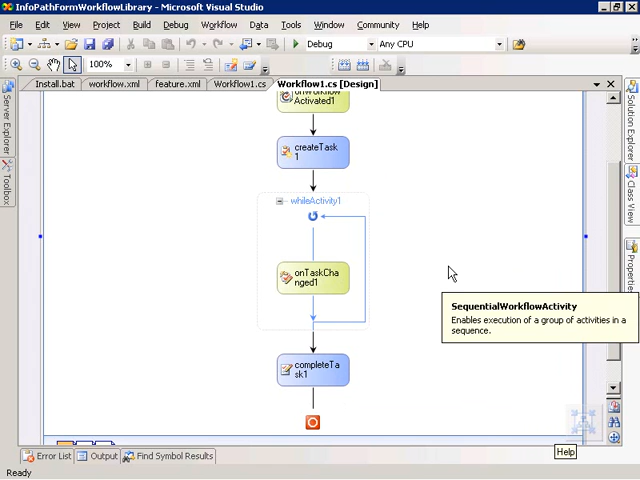 InfoPathFormWorkflowLibrary - Microsoft Visual Studio
File Edit View Project Build Debug Workflow Data Tools Window Community Help
Debug Any CPU
100%
Install.bat workflow.xml feature.xml Workflow1.cs Workflow1.cs [Design]
Server Explorer
Toolbox
onWorkflow
Activated1
createTask
1
whileActivity1
onTaskCha
nged1
completeTa
sk1
SequentialWorkflowActivity
Enables execution of a group of activities in a
sequence.
Solution Explorer
Class View
Properties
Help
Error List Output Find Symbol Results
Ready